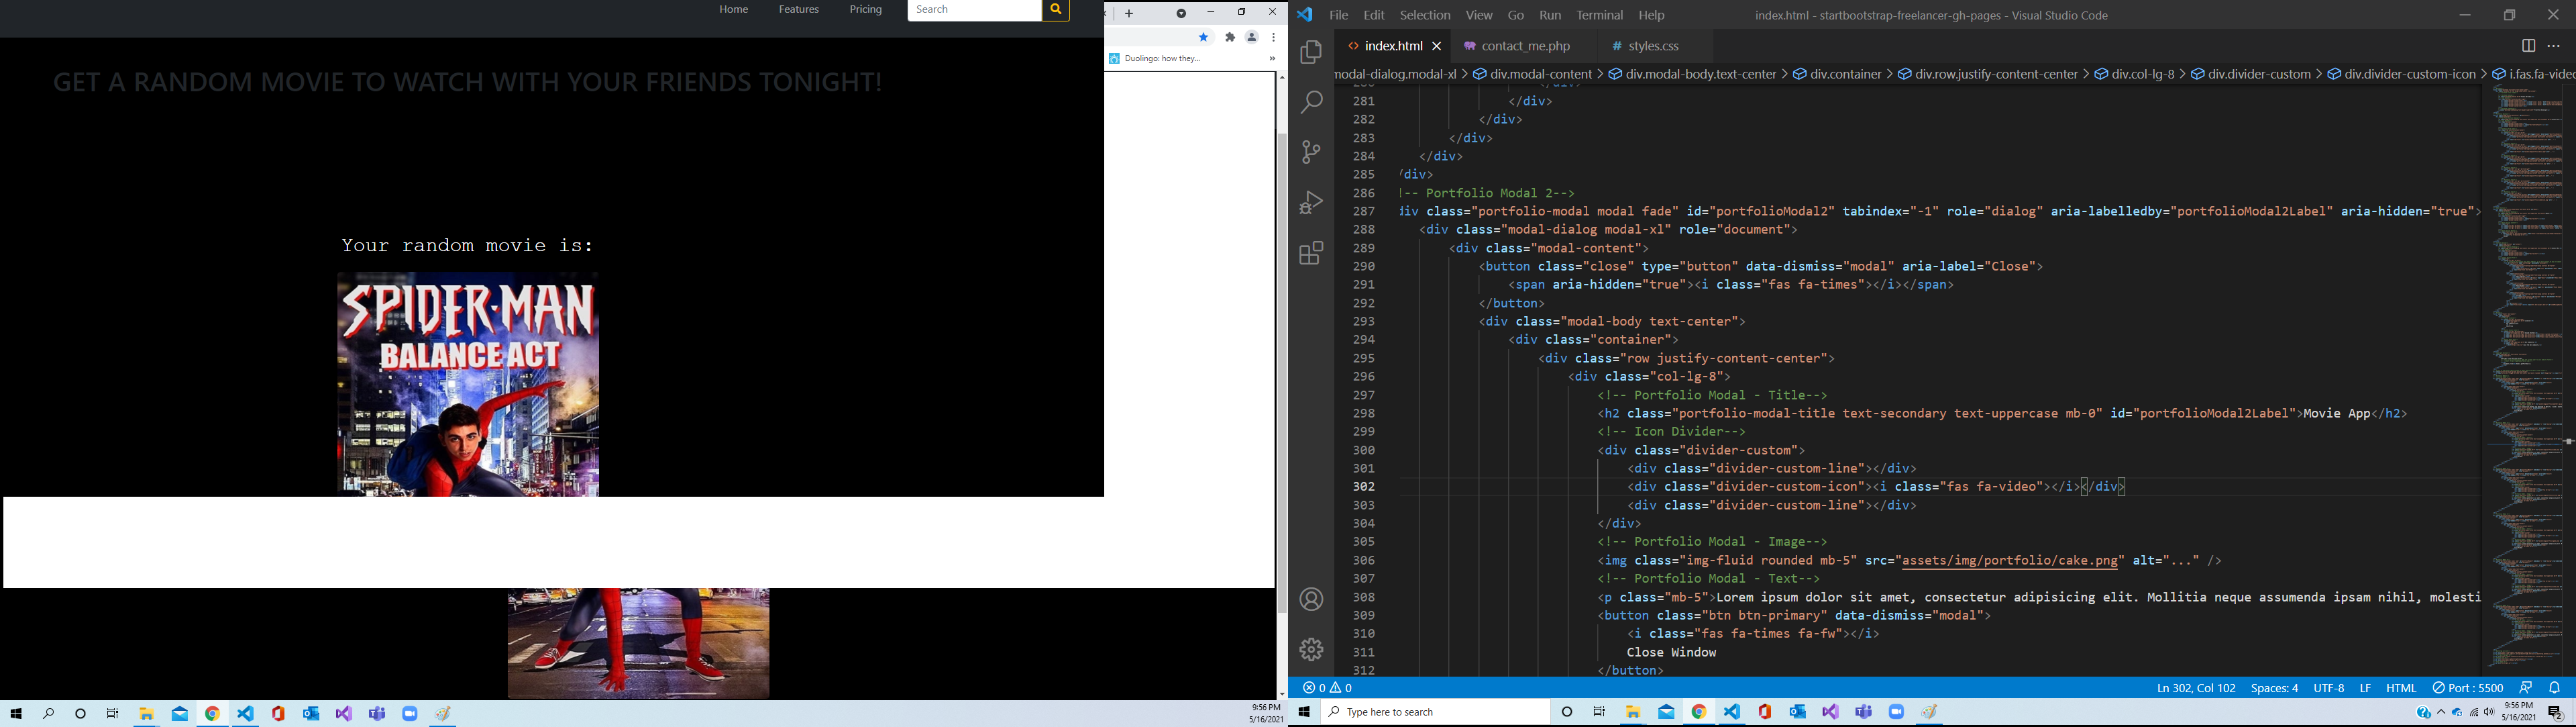 Home Features Pricing Search
GET A RANDOM MOVIE TO WATCH WITH YOUR FRIENDS TONIGHT!
Your random movie is:
SPIDER-MAN
BALANCE ACT
Duolingo: how they...
»
9:56 PM
5/16/2021
File Edit Selection View Go Run Terminal Help
index.html - startbootstrap-freelancer-gh-pages - Visual Studio Code
<> index.html
contact_me.php
# styles.css
modal-dialog.modal-xl > div.modal-content > div.modal-body.text-center > div.container > div.row.justify-content-center > div.col-lg-8 > div.divider-custom > div.divider-custom-icon > i.fas.fa-video
281 </div>
282 </div>
283 </div>
284 </div>
285 /div>
286 !-- Portfolio Modal 2-->
287 div class="portfolio-modal modal fade" id="portfolioModal2" tabindex="-1" role="dialog" aria-labelledby="portfolioModal2Label" aria-hidden="true">
288 <div class="modal-dialog modal-xl" role="document">
289 <div class="modal-content">
290 <button class="close" type="button" data-dismiss="modal" aria-label="Close">
291 <span aria-hidden="true"><i class="fas fa-times"></i></span>
292 </button>
293 <div class="modal-body text-center">
294 <div class="container">
295 <div class="row justify-content-center">
296 <div class="col-lg-8">
297 <!-- Portfolio Modal - Title-->
298 <h2 class="portfolio-modal-title text-secondary text-uppercase mb-0" id="portfolioModal2Label">Movie App</h2>
299 <!-- Icon Divider-->
300 <div class="divider-custom">
301 <div class="divider-custom-line"></div>
302 <div class="divider-custom-icon"><i class="fas fa-video"></i></div>
303 <div class="divider-custom-line"></div>
304 </div>
305 <!-- Portfolio Modal - Image-->
306 <img class="img-fluid rounded mb-5" src="assets/img/portfolio/cake.png" alt="..." />
307 <!-- Portfolio Modal - Text-->
308 <p class="mb-5">Lorem ipsum dolor sit amet, consectetur adipisicing elit. Mollitia neque assumenda ipsam nihil, molesti
309 <button class="btn btn-primary" data-dismiss="modal">
310 <i class="fas fa-times fa-fw"></i>
311 Close Window
312 </button>
0 0
Ln 302, Col 102 Spaces: 4 UTF-8 LF HTML Port : 5500
Type here to search
9:56 PM
5/16/2021
2